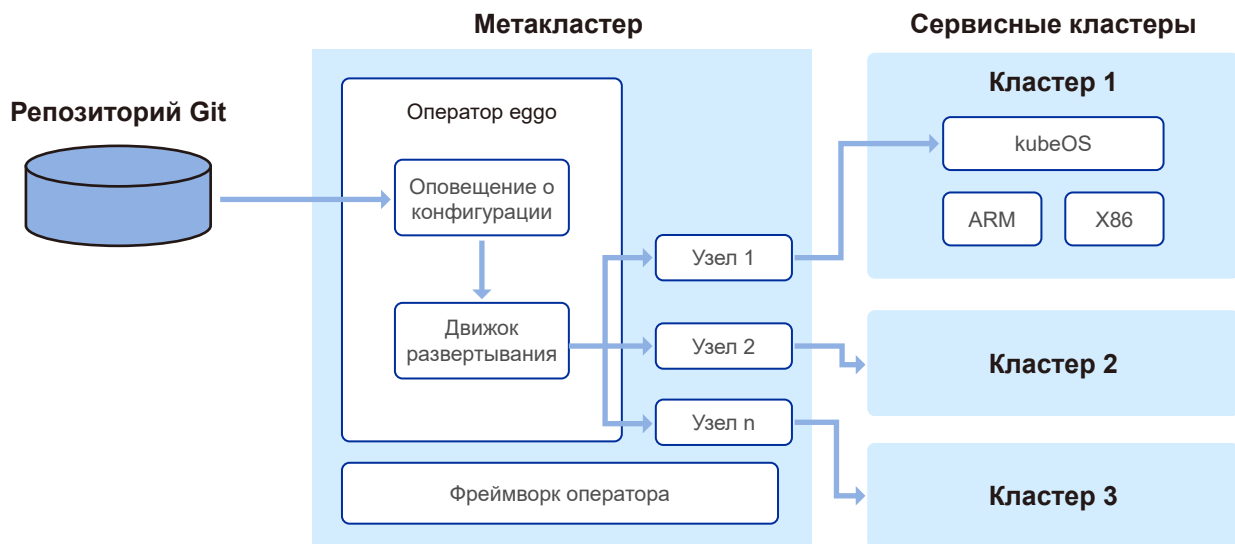 Метакластер
Сервисные кластеры
Репозиторий Git
Оператор eggo
Оповещение о
конфигурации
Движок
развертывания
Узел 1
Узел 2
Узел n
Фреймворк оператора
Кластер 1
kubeOS
ARM
X86
Кластер 2
Кластер 3